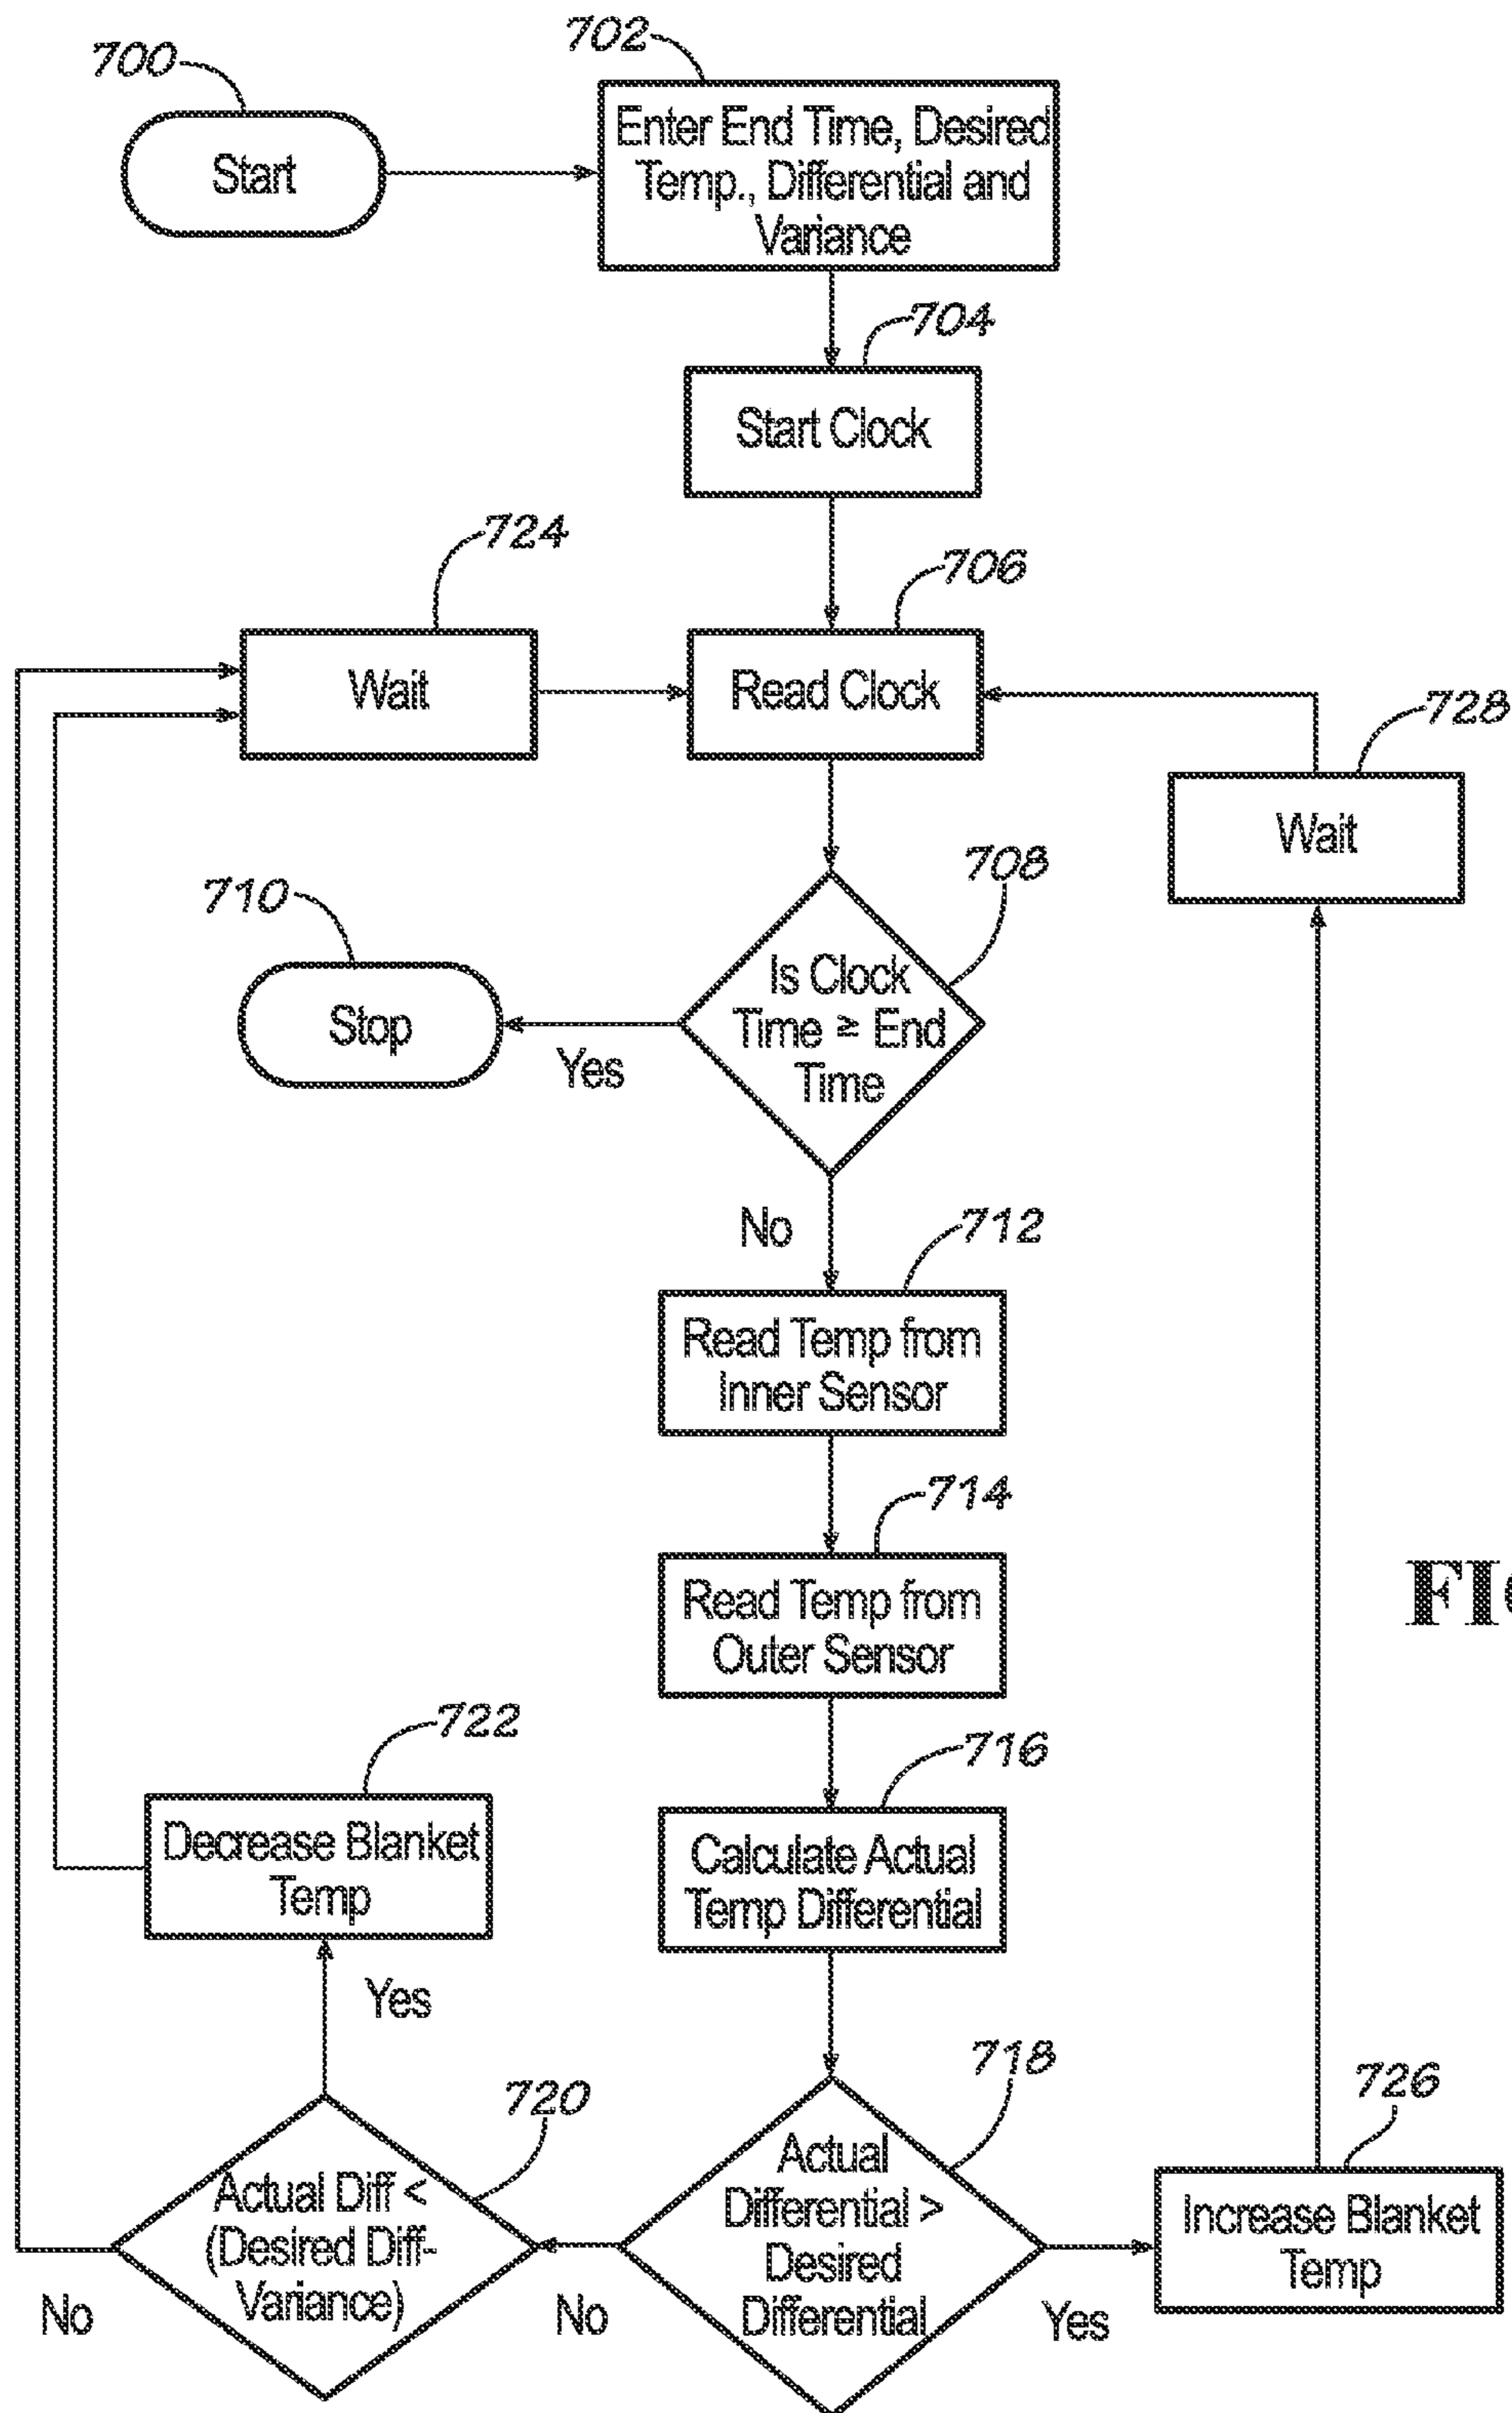 700
Start
702
Enter End Time, Desired
Temp., Differential and
Variance
704
Start Clock
724
Wait
706
Read Clock
728
Wait
708
Is Clock
Time ≥ End
Time
710
Stop
Yes
No
712
Read Temp from
Inner Sensor
714
Read Temp from
Outer Sensor
FI
722
Decrease Blanket
Temp
716
Calculate Actual
Temp Differential
Yes
720
Actual Diff <
(Desired Diff-
Variance)
No
718
Actual
Differential >
Desired
Differential
No
Yes
726
Increase Blanket
Temp